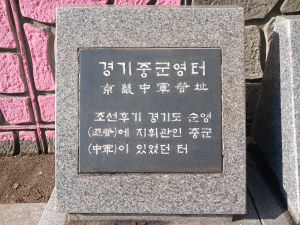 경기중군영터
京畿中軍營址
조선후기 경기도 순영
(巡營)에 지휘관인 중군
(中軍)이 있었던 터